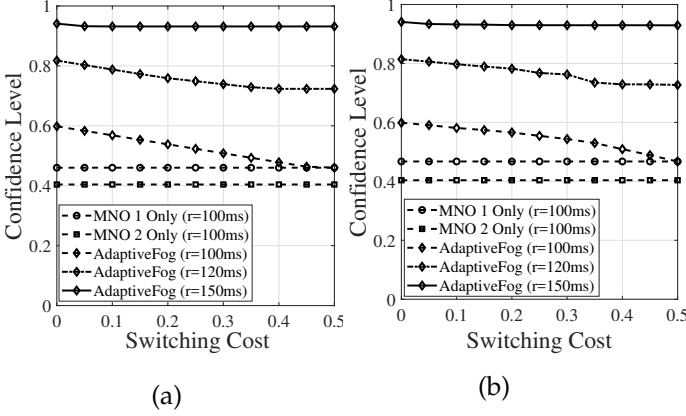 1
0.8
0.6
0.4
0.2
0
Confidence Level
MNO 1 Only (r=100ms)
MNO 2 Only (r=100ms)
AdaptiveFog (r=100ms)
AdaptiveFog (r=120ms)
AdaptiveFog (r=150ms)
0 0.1 0.2 0.3 0.4 0.5
Switching Cost
(a)
1
0.8
0.6
0.4
0.2
0
Confidence Level
MNO 1 Only (r=100ms)
MNO 2 Only (r=100ms)
AdaptiveFog (r=100ms)
AdaptiveFog (r=120ms)
AdaptiveFog (r=150ms)
0 0.1 0.2 0.3 0.4 0.5
Switching Cost
(b)